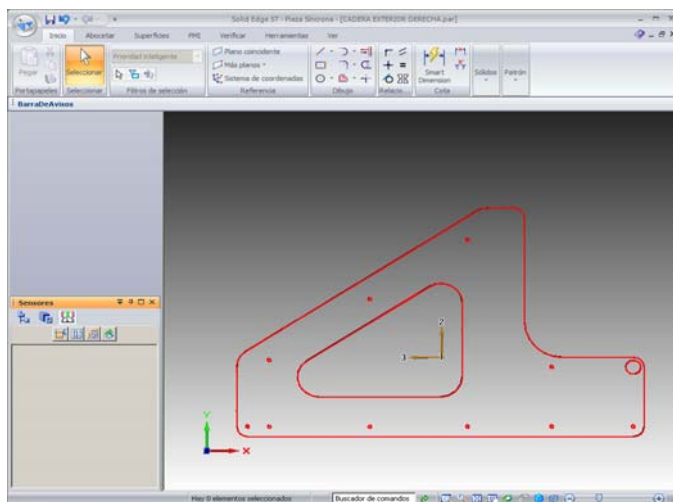 Solid Edge ST - Pieza Síncrona - [CADERA EXTERIOR DERECHA.par]
Inicio Abocetar Superficies PMI Verificar Herramientas Ver
Pegar
Seleccionar
Prioridad inteligente
Plano coincidente
Más planos
Sistema de coordenadas
Smart Dimension
Sólidos
Patrón
Portapapeles Seleccionar Filtros de selección Referencia Dibujo Relacio... Cota
BarraDeAvisos
Sensores
Z
3
Y
X
Hay 0 elementos seleccionados
Buscador de comandos